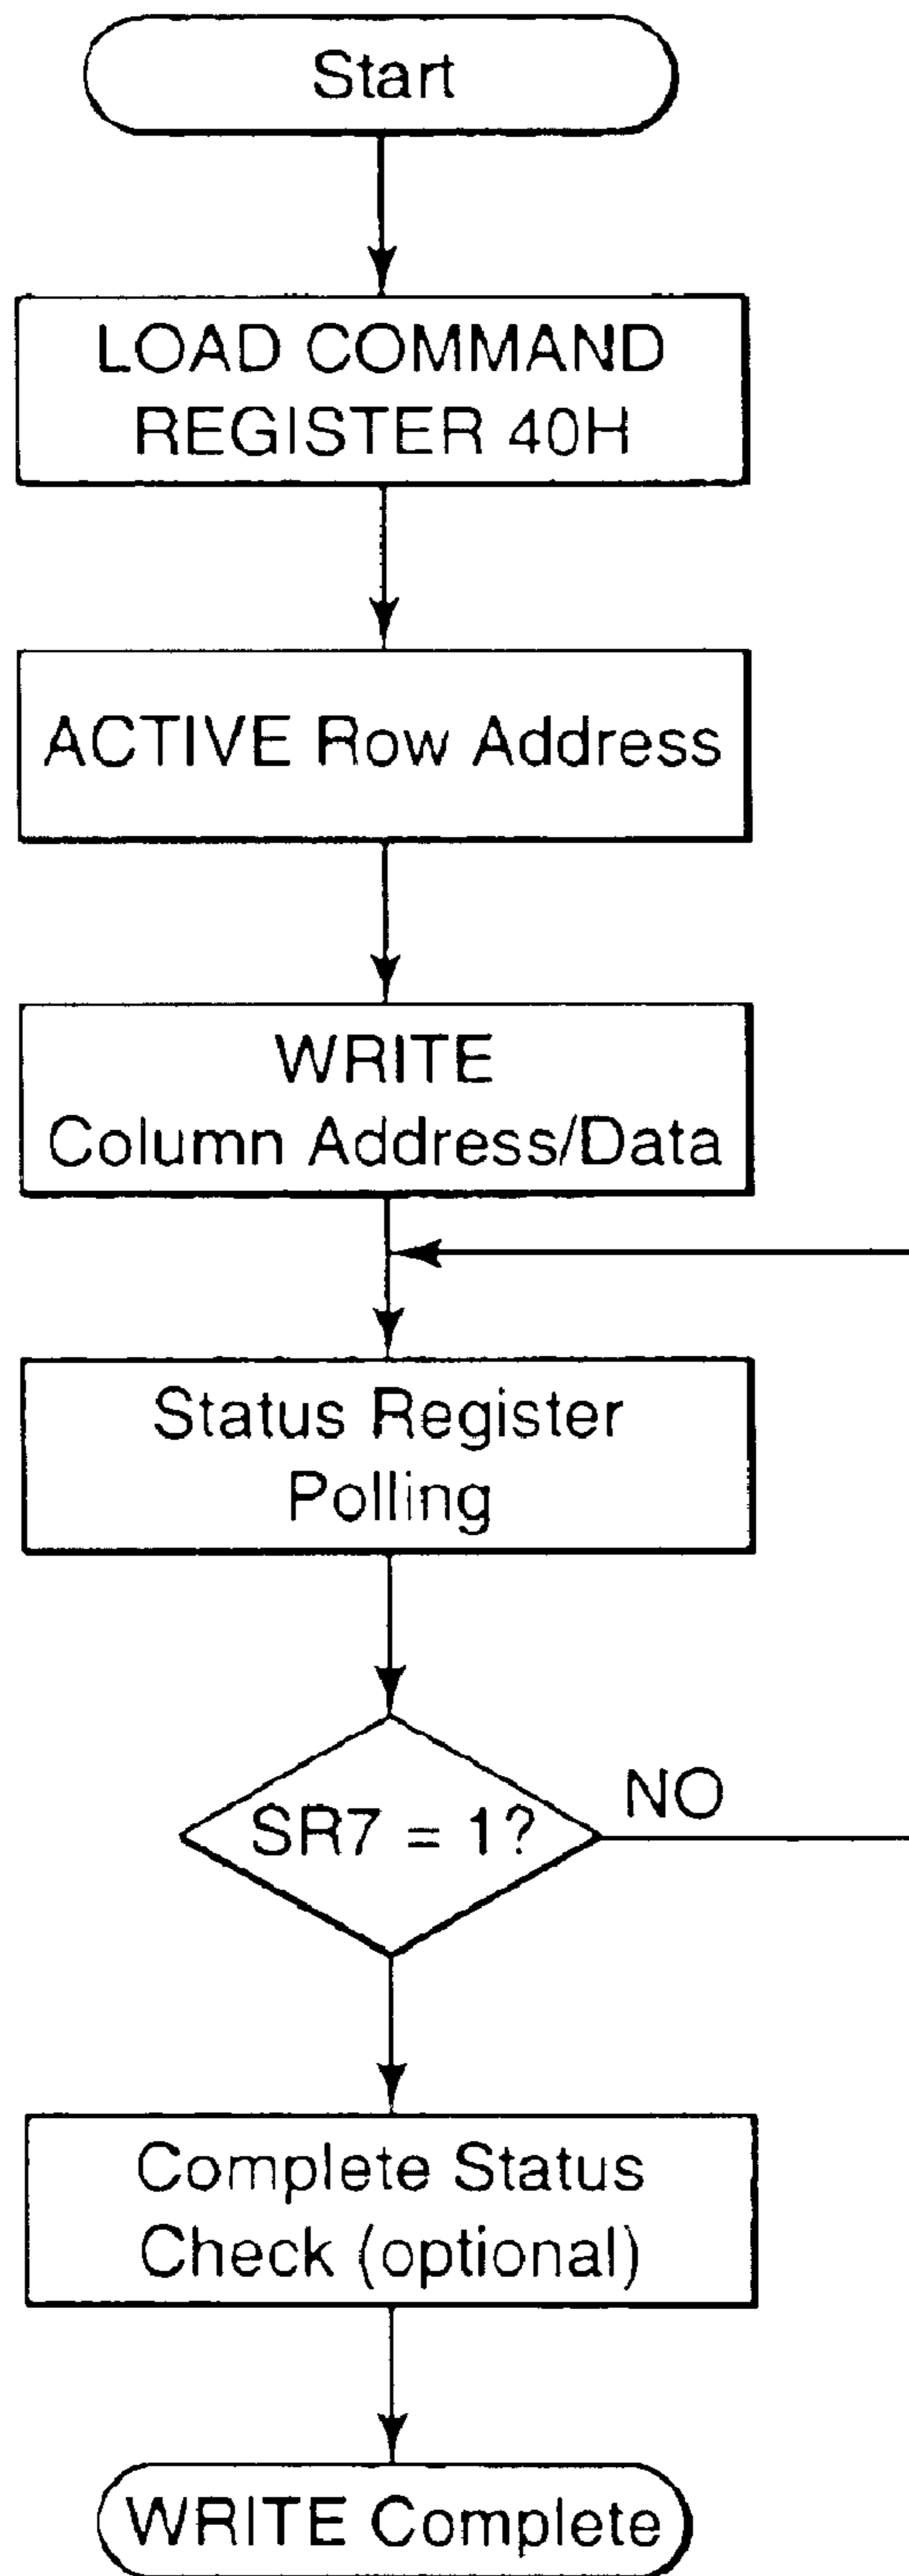 Start
LOAD COMMAND
REGISTER 40H
ACTIVE Row Address
WRITE
Column Address/Data
Status Register
Polling
SR7 = 1?
NO
Complete Status
Check (optional)
WRITE Complete